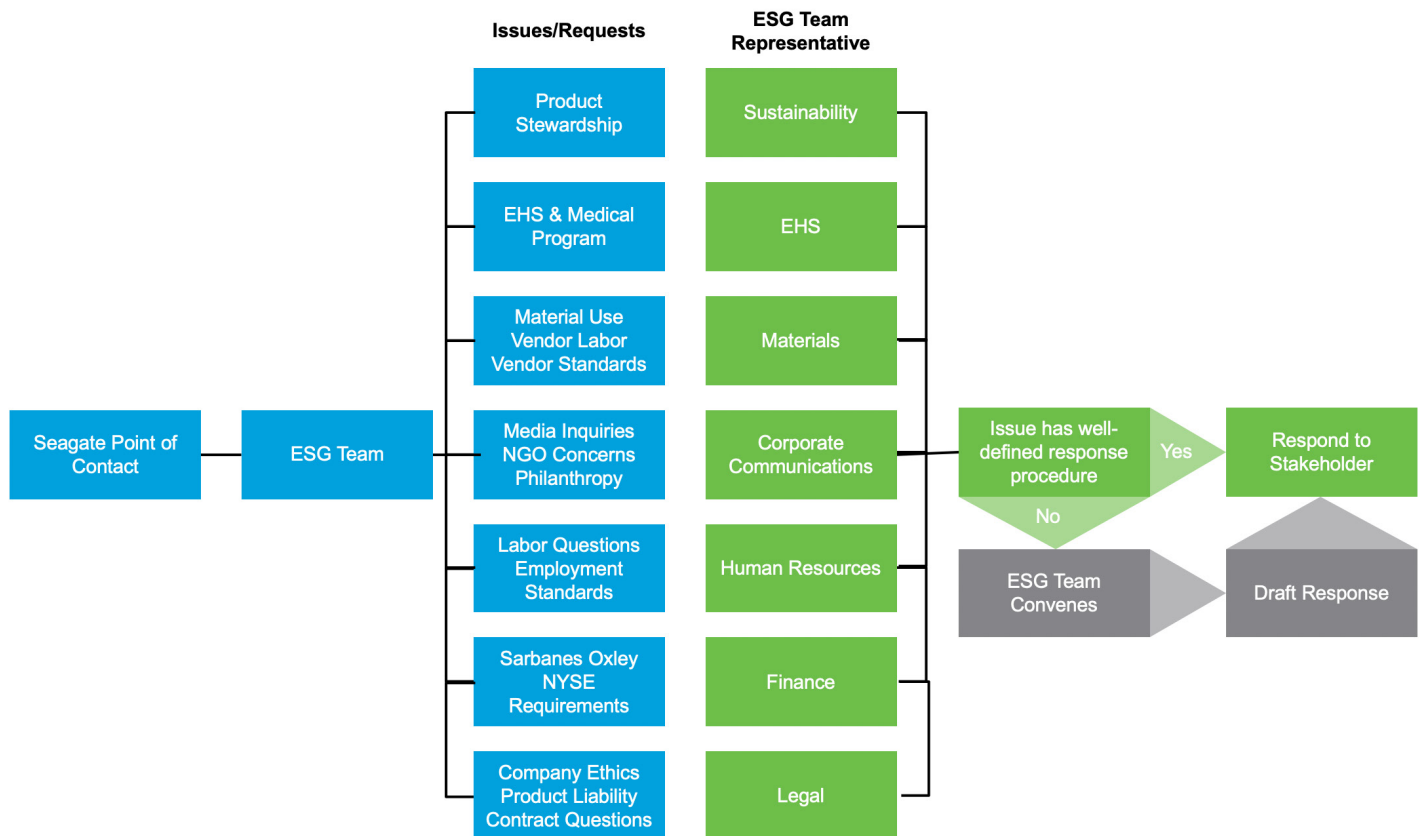 Issues/Requests
ESG Team
Representative
Product
Stewardship
Sustainability
EHS & Medical
Program
EHS
Material Use
Vendor Labor
Vendor Standards
Materials
Seagate Point of
Contact
ESG Team
Media Inquiries
NGO Concerns
Philanthropy
Corporate
Communications
Issue has well-
defined response
procedure
Yes
Respond to
Stakeholder
No
Labor Questions
Employment
Standards
Human Resources
ESG Team
Convenes
Draft Response
Sarbanes Oxley
NYSE
Requirements
Finance
Company Ethics
Product Liability
Contract Questions
Legal